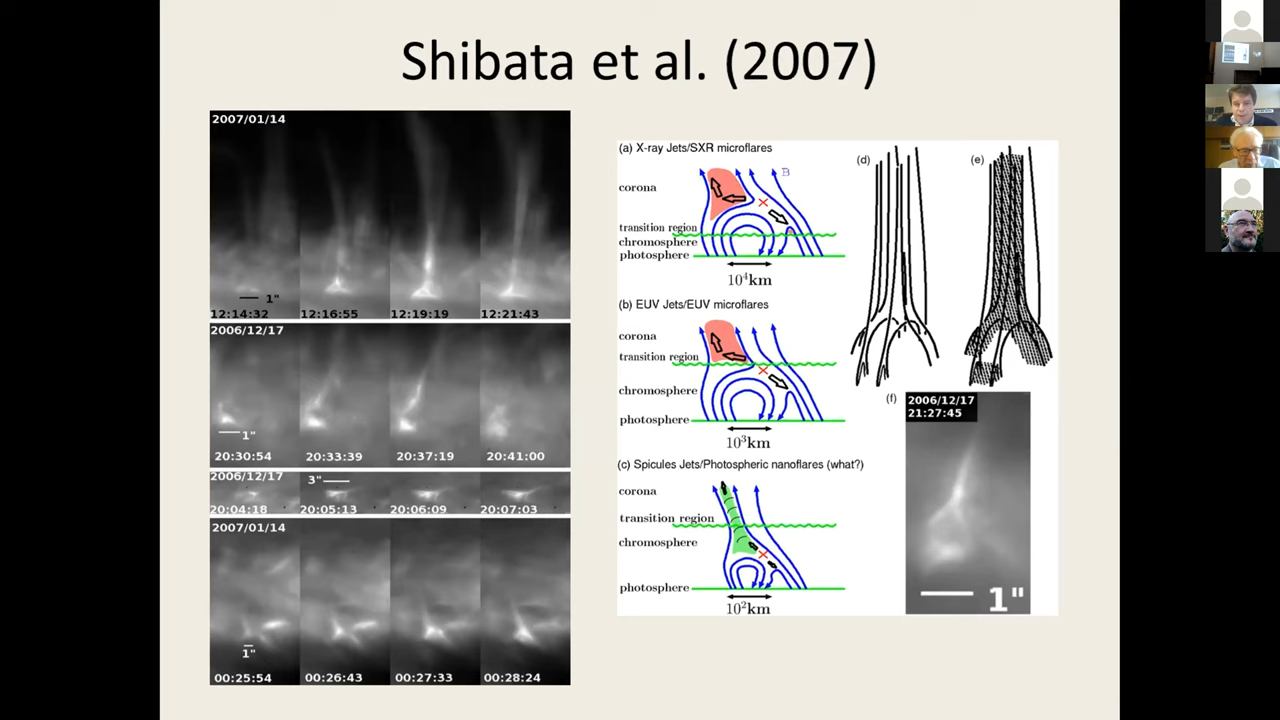 Shibata et al. (2007)
2007/01/14
1"
12:14:32 12:16:55 12:19:19 12:21:43
2006/12/17
1"
20:30:54 20:33:39 20:37:19 20:41:00
2006/12/17
3"
20:04:18 20:05:13 20:06:09 20:07:03
2007/01/14
1"
00:25:54 00:26:43 00:27:33 00:28:24
(a) X-ray Jets/SXR microflares
B
corona
transition region
chromosphere
photosphere
10⁴km
(b) EUV Jets/EUV microflares
corona
transition region
chromosphere
photosphere
10³km
(c) Spicules Jets/Photospheric nanoflares (what?)
corona
transition region
chromosphere
photosphere
10²km
(d)
(e)
(f)
2006/12/17
21:27:45
1"